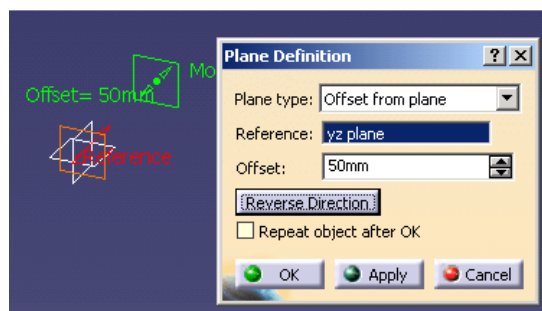 Plane Definition
Mo
Offset= 50mm
Plane type: Offset from plane
Reference: yz plane
Reference
Offset: 50mm
Reverse Direction
Repeat object after OK
OK Apply Cancel